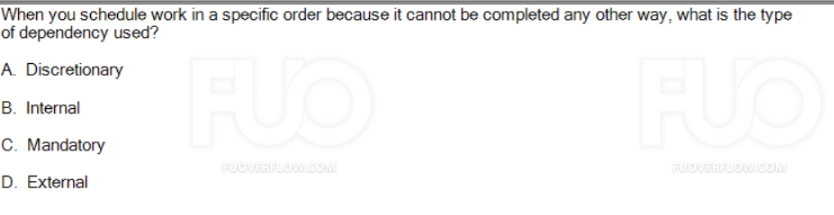 When you schedule work in a specific order because it cannot be completed any other way, what is the type
of dependency used?
A. Discretionary
B. Internal
C. Mandatory
D. External
FUO
FUOVERFLOW.COM
FUO
FUOVERFLOW.COM